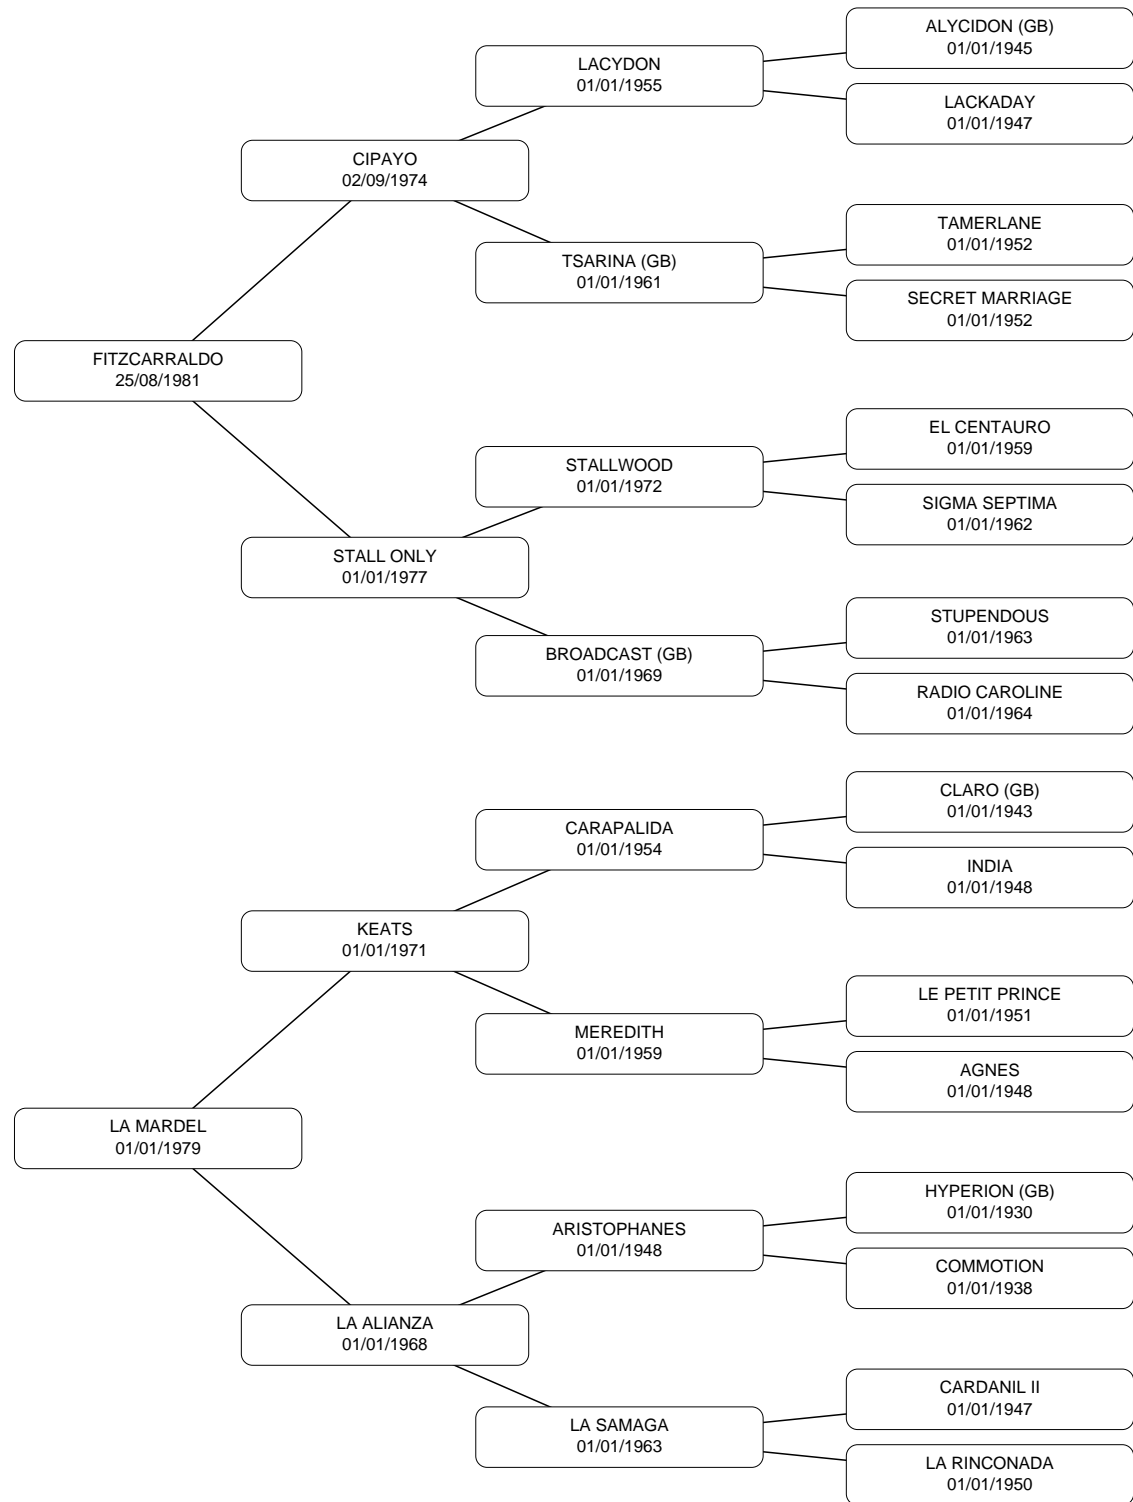 ALYCIDON (GB)
01/01/1945
LACYDON
01/01/1955
LACKADAY
01/01/1947
CIPAYO
02/09/1974
TAMERLANE
01/01/1952
TSARINA (GB)
01/01/1961
SECRET MARRIAGE
01/01/1952
FITZCARRALDO
25/08/1981
EL CENTAURO
01/01/1959
STALLWOOD
01/01/1972
SIGMA SEPTIMA
01/01/1962
STALL ONLY
01/01/1977
STUPENDOUS
01/01/1963
BROADCAST (GB)
01/01/1969
RADIO CAROLINE
01/01/1964
CLARO (GB)
01/01/1943
CARAPALIDA
01/01/1954
INDIA
01/01/1948
KEATS
01/01/1971
LE PETIT PRINCE
01/01/1951
MEREDITH
01/01/1959
AGNES
01/01/1948
LA MARDEL
01/01/1979
HYPERION (GB)
01/01/1930
ARISTOPHANES
01/01/1948
COMMOTION
01/01/1938
LA ALIANZA
01/01/1968
CARDANIL II
01/01/1947
LA SAMAGA
01/01/1963
LA RINCONADA
01/01/1950